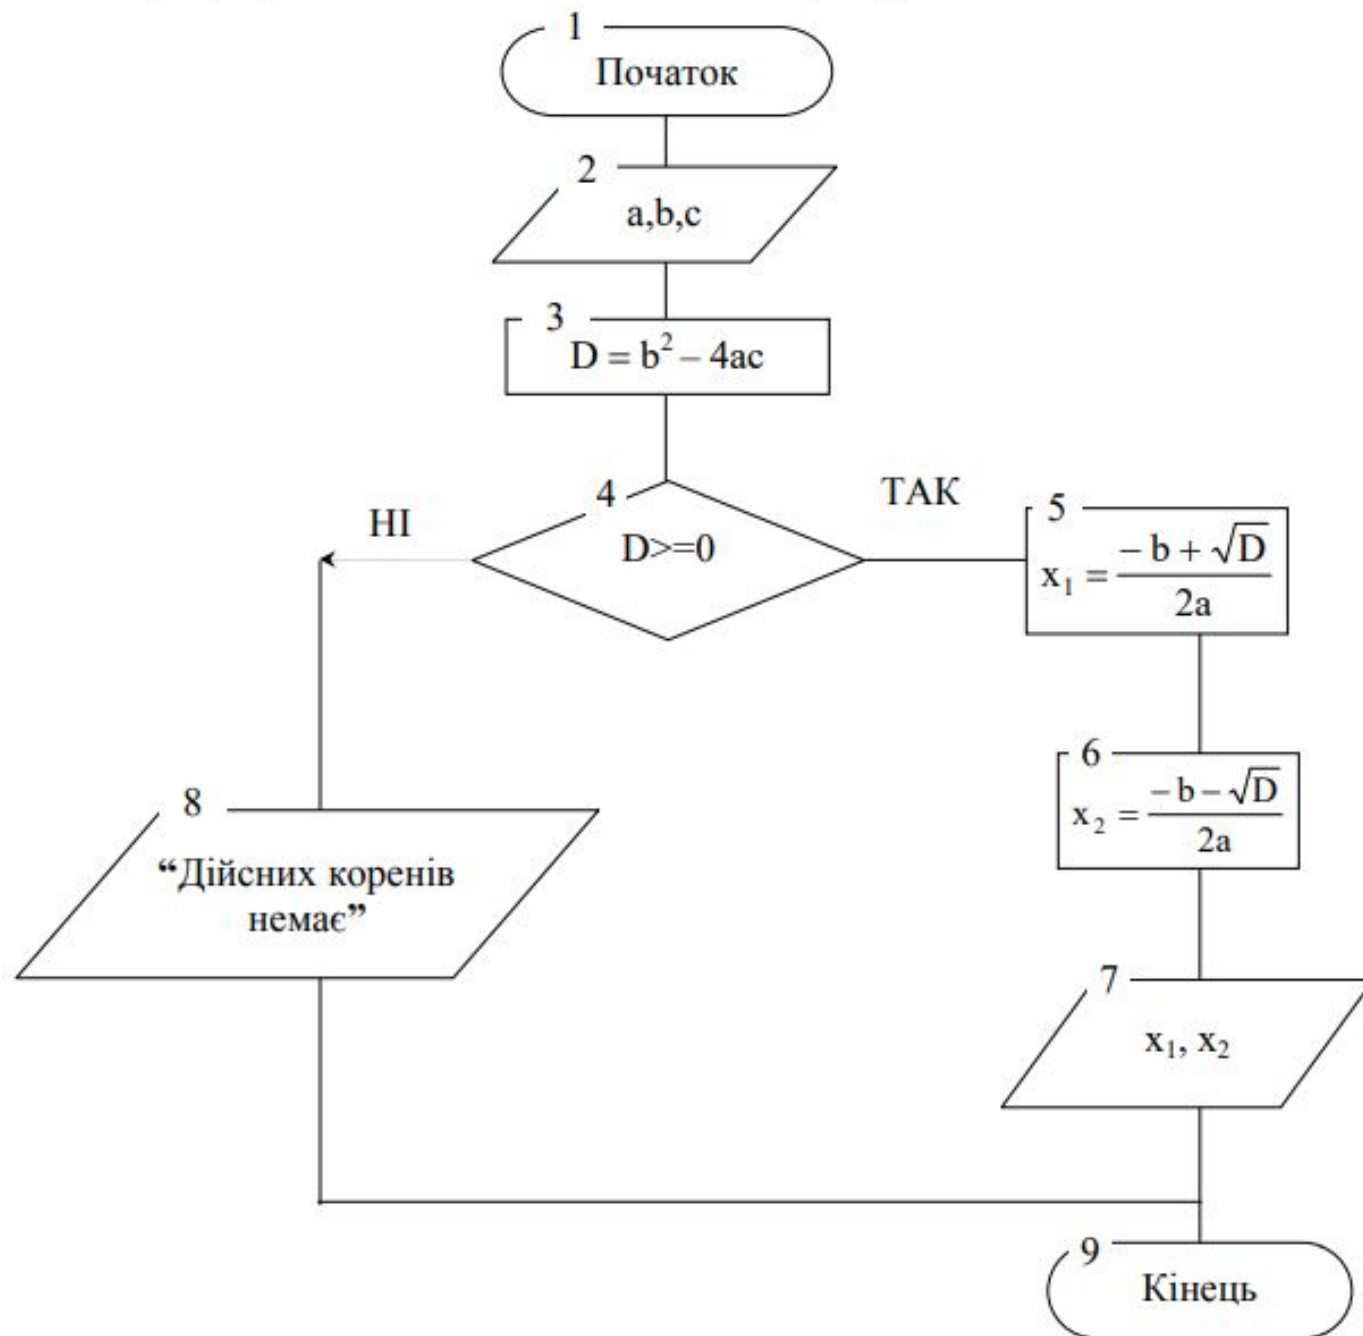 1
Початок
2
a,b,c
3
D = b² – 4ac
4
D>=0
НІ
ТАК
5
x₁ = (– b + √D) / 2a
6
x₂ = (– b – √D) / 2a
8
“Дійсних коренів
немає”
7
x₁, x₂
9
Кінець